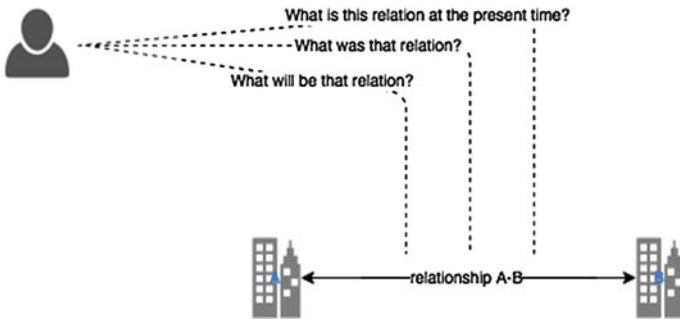 What is this relation at the present time?
What was that relation?
What will be that relation?
A
relationship A-B
B